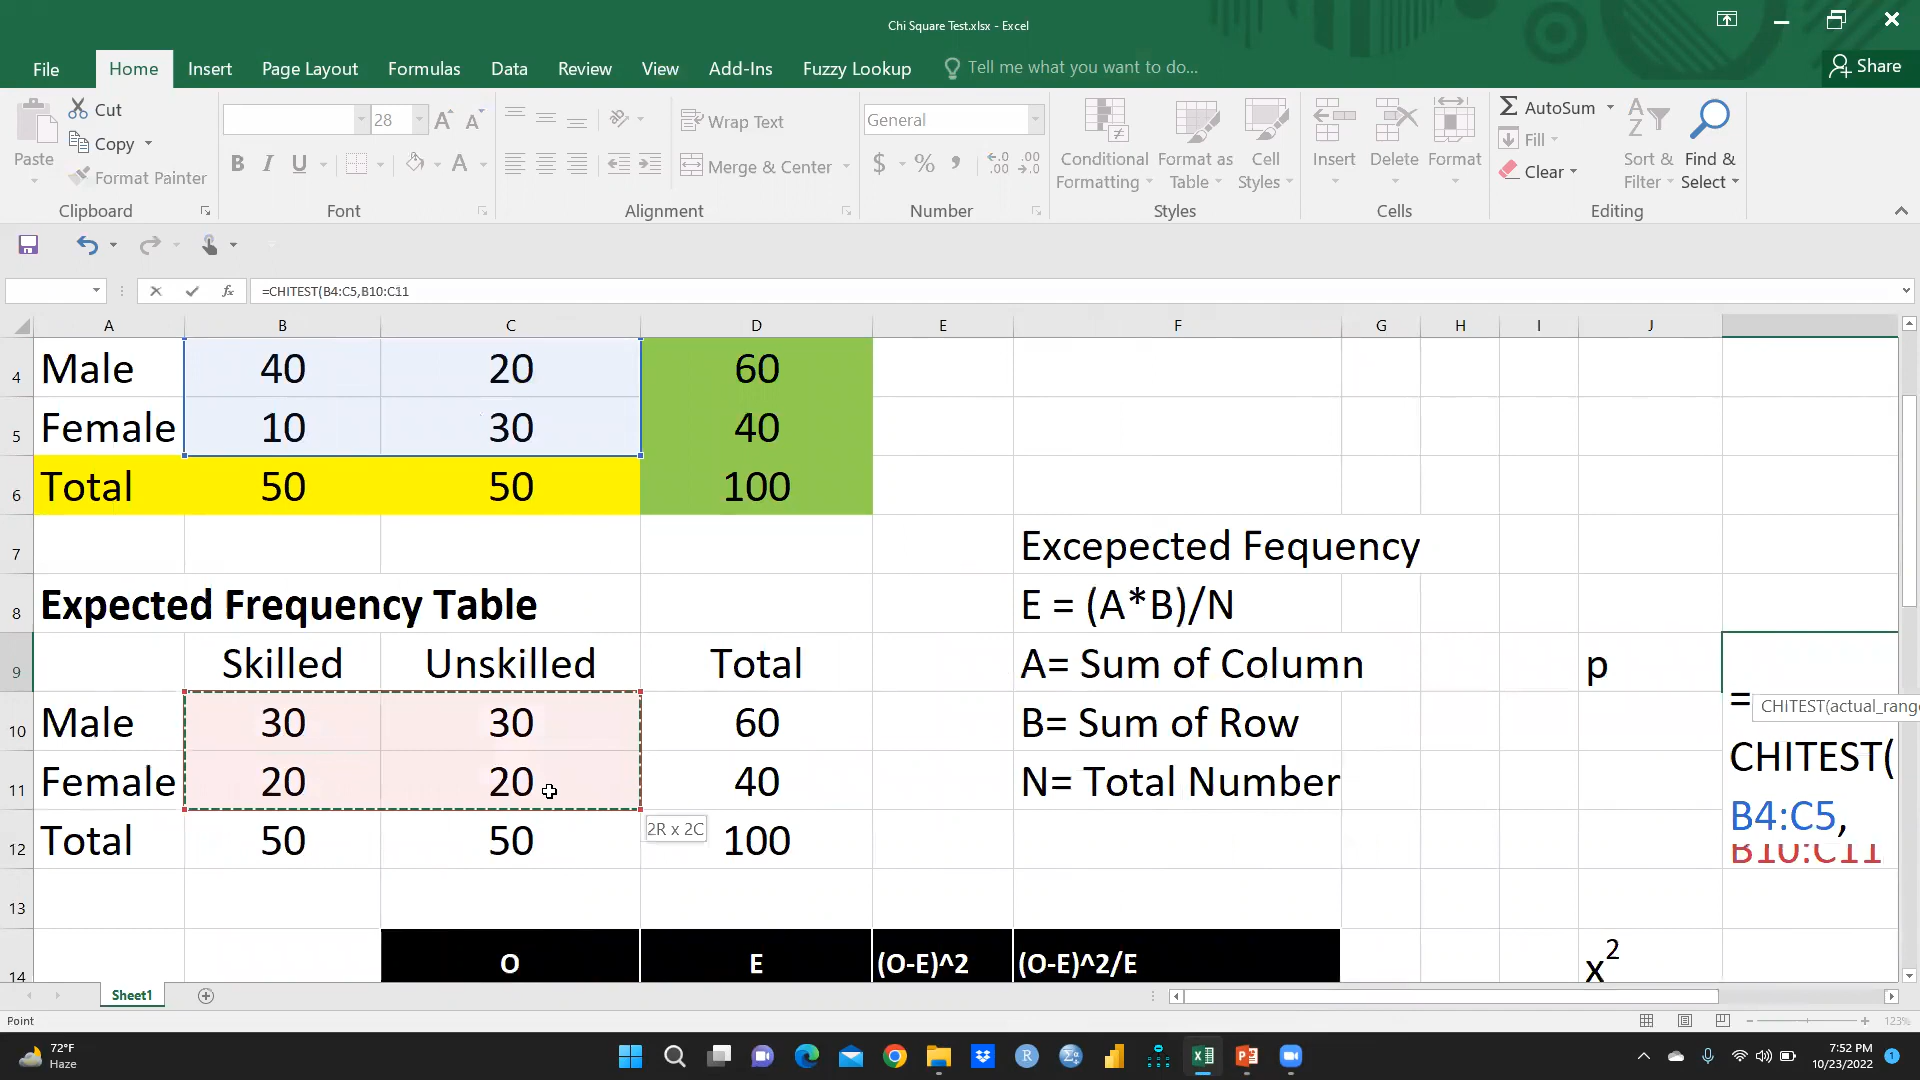 Chi Square Test.xlsx - Excel
File Home Insert Page Layout Formulas Data Review View Add-Ins Fuzzy Lookup Tell me what you want to do... Share
Paste
Cut
Copy
Format Painter
Clipboard
28
A A
B I U A
Font
Wrap Text
Merge & Center
Alignment
General
$ % ,
Number
Conditional Formatting
Format as Table
Cell Styles
Styles
Insert Delete Format
Cells
AutoSum
Fill
Clear
Sort & Filter
Find & Select
Editing
fx =CHITEST(B4:C5,B10:C11
A B C D E F G H I J
4 Male 40 20 60
5 Female 10 30 40
6 Total 50 50 100
7 Excepected Fequency
8 Expected Frequency Table E = (A*B)/N
9 Skilled Unskilled Total A= Sum of Column p
10 Male 30 30 60 B= Sum of Row
11 Female 20 20 40 N= Total Number
12 Total 50 50 100
13
14 O E (O-E)^2 (O-E)^2/E x2
=
CHITEST(actual_range
CHITEST(
B4:C5,
B10:C11
2R x 2C
Sheet1
Point
123%
72°F
Haze
7:52 PM
10/23/2022
1